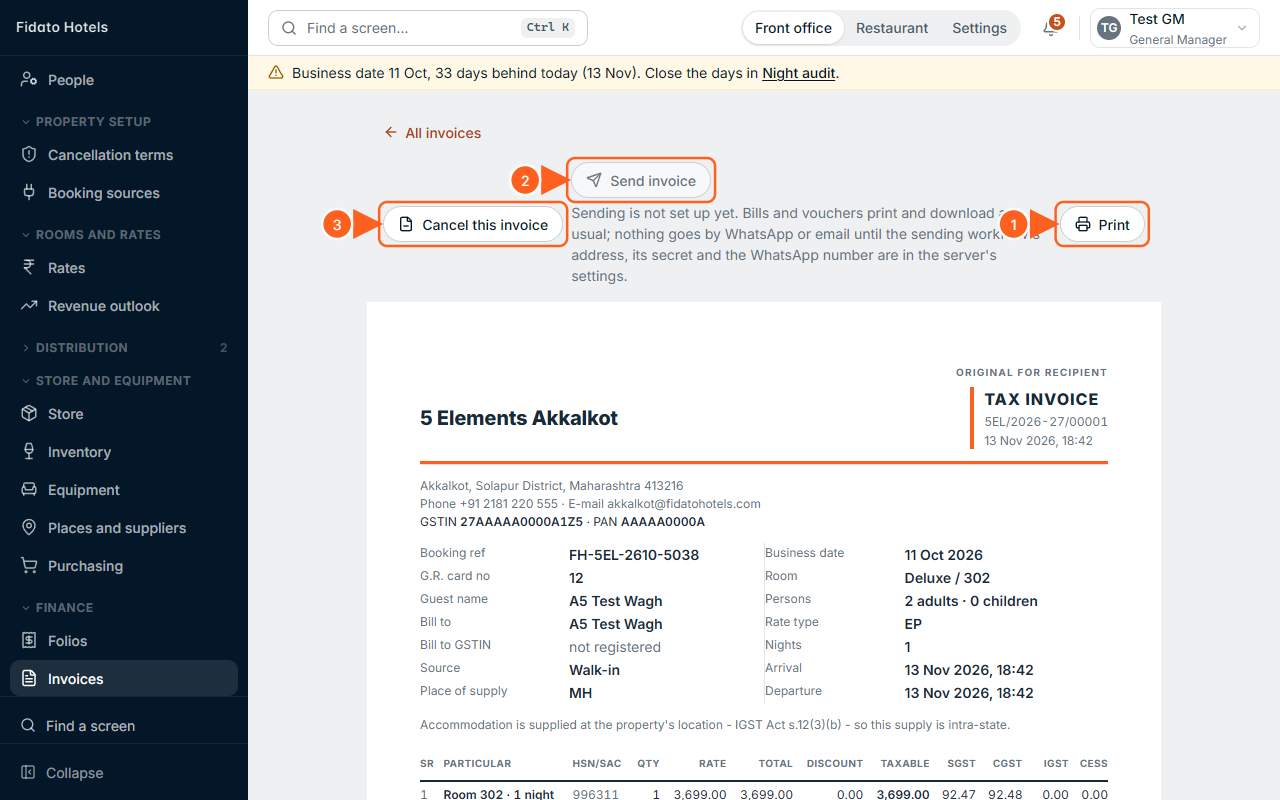 Fidato Hotels
Find a screen...
Ctrl K
Front office
Restaurant
Settings
5
TG
Test GM
General Manager
Business date 11 Oct, 33 days behind today (13 Nov). Close the days in Night audit.
People
PROPERTY SETUP
Cancellation terms
Booking sources
ROOMS AND RATES
Rates
Revenue outlook
DISTRIBUTION 2
STORE AND EQUIPMENT
Store
Inventory
Equipment
Places and suppliers
Purchasing
FINANCE
Folios
Invoices
Find a screen
Collapse
All invoices
2
Send invoice
3
Cancel this invoice
Sending is not set up yet. Bills and vouchers print and download
usual; nothing goes by WhatsApp or email until the sending
address, its secret and the WhatsApp number are in the server's
settings.
1
Print
ORIGINAL FOR RECIPIENT
5 Elements Akkalkot
TAX INVOICE
5EL/2026-27/00001
13 Nov 2026, 18:42
Akkalkot, Solapur District, Maharashtra 413216
Phone +91 2181 220 555 · E-mail akkalkot@fidatohotels.com
GSTIN 27AAAAA0000A1Z5 · PAN AAAAA0000A
Booking ref FH-5EL-2610-5038 Business date 11 Oct 2026
G.R. card no 12 Room Deluxe / 302
Guest name A5 Test Wagh Persons 2 adults · 0 children
Bill to A5 Test Wagh Rate type EP
Bill to GSTIN not registered Nights 1
Source Walk-in Arrival 13 Nov 2026, 18:42
Place of supply MH Departure 13 Nov 2026, 18:42
Accommodation is supplied at the property's location - IGST Act s.12(3)(b) - so this supply is intra-state.
SR PARTICULAR HSN/SAC QTY RATE TOTAL DISCOUNT TAXABLE SGST CGST IGST CESS
1 Room 302 · 1 night 996311 1 3,699.00 3,699.00 0.00 3,699.00 92.47 92.48 0.00 0.00